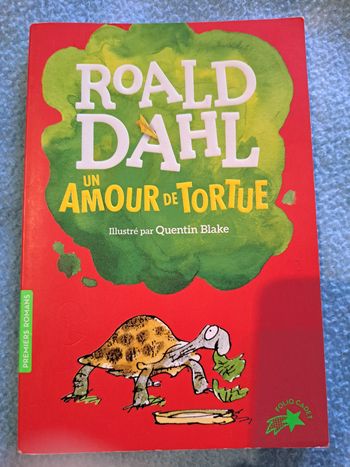 ROALD
DAHL
UN
AMOUR DE TORTUE
Illustré par Quentin Blake
PREMIERS ROMANS
FOLIO CADET